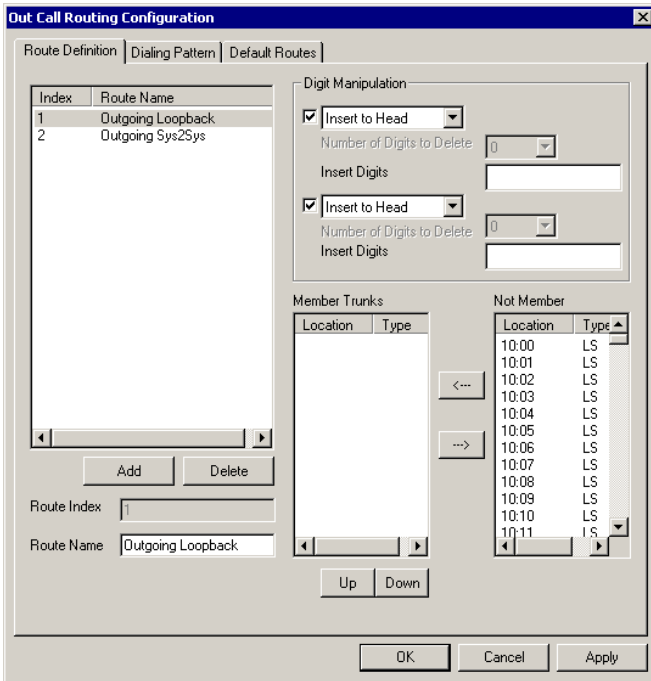 Out Call Routing Configuration
Route Definition Dialing Pattern Default Routes
Index Route Name
1 Outgoing Loopback
2 Outgoing Sys2Sys
Add Delete
Route Index 1
Route Name Outgoing Loopback
Digit Manipulation
Insert to Head
Number of Digits to Delete 0
Insert Digits
Insert to Head
Number of Digits to Delete 0
Insert Digits
Member Trunks
Location Type
<---
--->
Up Down
Not Member
Location Type
10:00 LS
10:01 LS
10:02 LS
10:03 LS
10:04 LS
10:05 LS
10:06 LS
10:07 LS
10:08 LS
10:09 LS
10:10 LS
10:11 LS
OK Cancel Apply